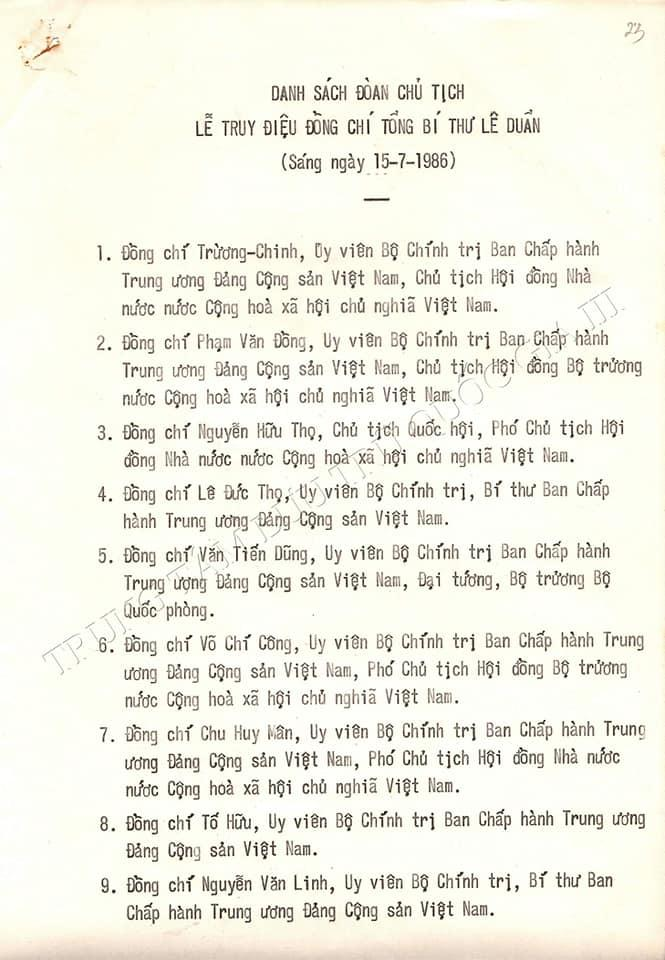 23
DANH SÁCH ĐOÀN CHỦ TỊCH
LỄ TRUY ĐIỆU ĐỒNG CHÍ TỔNG BÍ THƯ LÊ DUẨN
(Sáng ngày 15-7-1986)
1. Đồng chí Trường-Chinh, Uỷ viên Bộ Chính trị Ban Chấp hành
Trung ương Đảng Cộng sản Việt Nam, Chủ tịch Hội đồng Nhà
nước nước Cộng hoà xã hội chủ nghiã Việt Nam.
2. Đồng chí Phạm Văn Đồng, Uy viên Bộ Chính trị Ban Chấp hành
Trung ương Đảng Cộng sản Việt Nam, Chủ tịch Hội đồng Bộ trưởng
nước Cộng hoà xã hội chủ nghiã Việt Nam.
3. Đồng chí Nguyễn Hữu Thọ, Chủ tịch Quốc hội, Phó Chủ tịch Hội
đồng Nhà nước nước Cộng hoà xã hội chủ nghiã Việt Nam.
4. Đồng chí Lê Đức Thọ, Uy viên Bộ Chính trị, Bí thư Ban Chấp
hành Trung ương Đảng Cộng sản Việt Nam.
5. Đồng chí Văn Tiến Dũng, Uy viên Bộ Chính trị Ban Chấp hành
Trung ương Đảng Cộng sản Việt Nam, Đại tướng, Bộ trưởng Bộ
Quốc phòng.
6. Đồng chí Võ Chí Công, Uy viên Bộ Chính trị Ban Chấp hành Trung
ương Đảng Cộng sản Việt Nam, Phó Chủ tịch Hội đồng Bộ trưởng
nước Cộng hoà xã hội chủ nghiã Việt Nam.
7. Đồng chí Chu Huy Mân, Uy viên Bộ Chính trị Ban Chấp hành Trung
ương Đảng Cộng sản Việt Nam, Phó Chủ tịch Hội đồng Nhà nước
nước Cộng hoà xã hội chủ nghiã Việt Nam.
8. Đồng chí Tố Hữu, Uy viên Bộ Chính trị Ban Chấp hành Trung ương
Đảng Cộng sản Việt Nam.
9. Đồng chí Nguyễn Văn Linh, Uy viên Bộ Chính trị, Bí thư Ban
Chấp hành Trung ương Đảng Cộng sản Việt Nam.
TRUNG TÂM LƯU TRỮ QUỐC GIA III